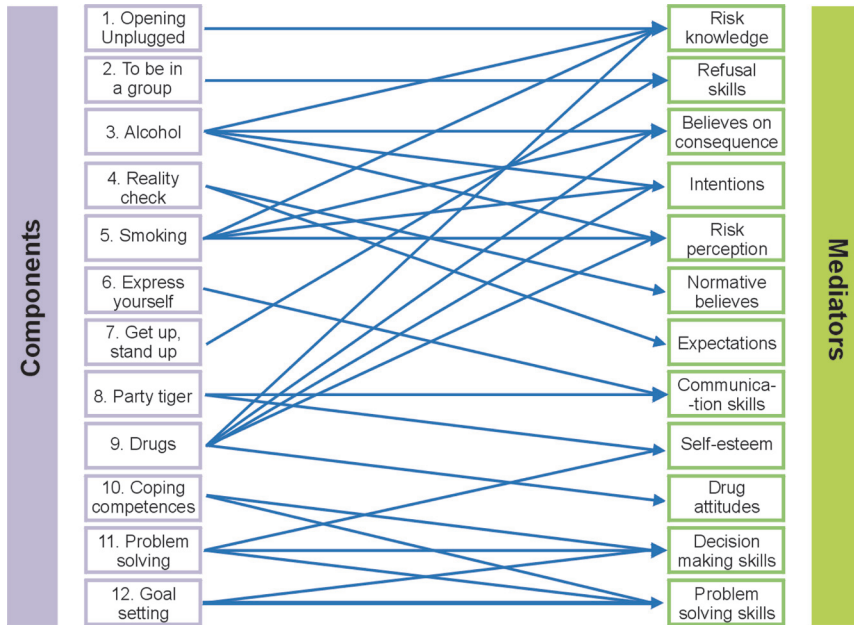 Components
1. Opening
Unplugged
2. To be in
a group
3. Alcohol
4. Reality
check
5. Smoking
6. Express
yourself
7. Get up,
stand up
8. Party tiger
9. Drugs
10. Coping
competences
11. Problem
solving
12. Goal
setting
Risk
knowledge
Refusal
skills
Believes on
consequence
Intentions
Risk
perception
Normative
believes
Expectations
Communica-
-tion skills
Self-esteem
Drug
attitudes
Decision
making skills
Problem
solving skills
Mediators